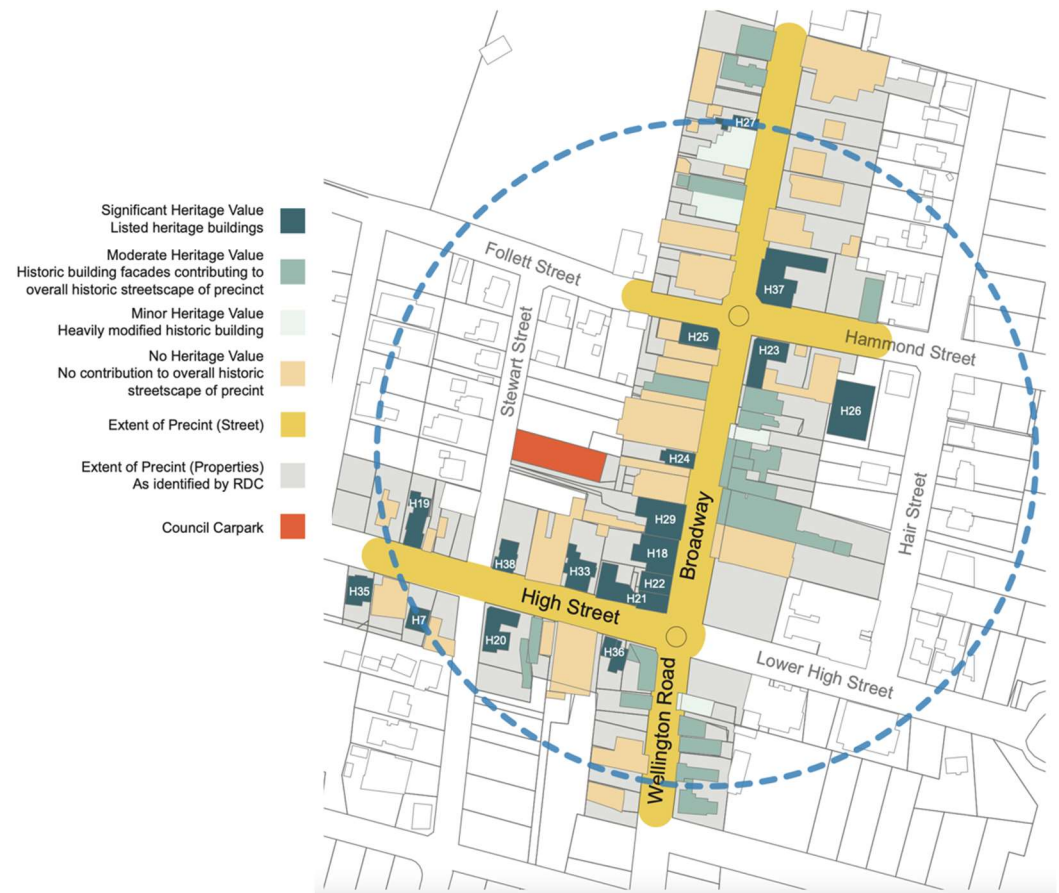 Significant Heritage Value
Listed heritage buildings
Moderate Heritage Value
Historic building facades contributing to
overall historic streetscape of precinct
Minor Heritage Value
Heavily modified historic building
No Heritage Value
No contribution to overall historic
streetscape of precint
Extent of Precinct (Street)
Extent of Precinct (Properties)
As identified by RDC
Council Carpark
H27
Follett Street
H37
Stewart Street
H25
Hammond Street
H23
H26
H24
Broadway
Hair Street
H19
H29
H18
H38
H33
H22
H21
H35
High Street
H7
H20
H36
Lower High Street
Wellington Road